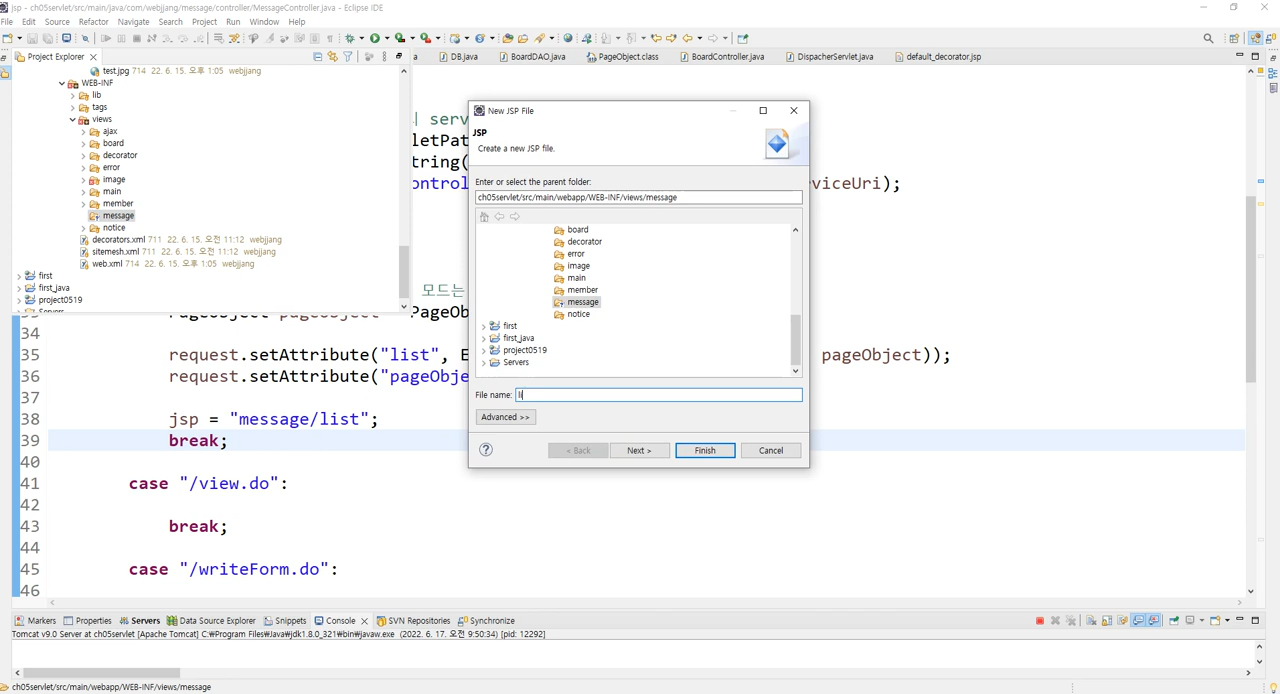 jsp - ch05servlet/src/main/java/com/webjjang/message/controller/MessageController.java - Eclipse IDE
File Edit Source Refactor Navigate Search Project Run Window Help
Project Explorer
a
DB.java
BoardDAO.java
PageObject.class
BoardController.java
DispacherServlet.java
default_decorator.jsp
test.jpg 714 22. 6. 15. 오후 1:05 webjjang
WEB-INF
lib
tags
views
ajax
board
decorator
error
image
main
member
message
notice
decorators.xml 711 22. 6. 15. 오전 11:12 webjjang
sitemesh.xml 711 22. 6. 15. 오전 11:12 webjjang
web.xml 714 22. 6. 15. 오후 1:05 webjjang
first
first_java
project0519
serv
letPat
tring(
ontrol
viceUri);
모드는
New JSP File
JSP
Create a new JSP file.
Enter or select the parent folder:
ch05servlet/src/main/webapp/WEB-INF/views/message
board
decorator
error
image
main
member
message
notice
first
first_java
project0519
Servers
File name: li
Advanced >>
< Back Next > Finish Cancel
34
35 request.setAttribute("list", E pageObject));
36 request.setAttribute("pageObje
37
38 jsp = "message/list";
39 break;
40
41 case "/view.do":
42
43 break;
44
45 case "/writeForm.do":
46
Markers Properties Servers Data Source Explorer Snippets Console SVN Repositories Synchronize
Tomcat v9.0 Server at ch05servlet [Apache Tomcat] C:₩Program Files₩Java₩jdk1.8.0_321₩bin₩javaw.exe (2022. 6. 17. 오전 9:50:34) [pid: 12292]
ch05servlet/src/main/webapp/WEB-INF/views/message